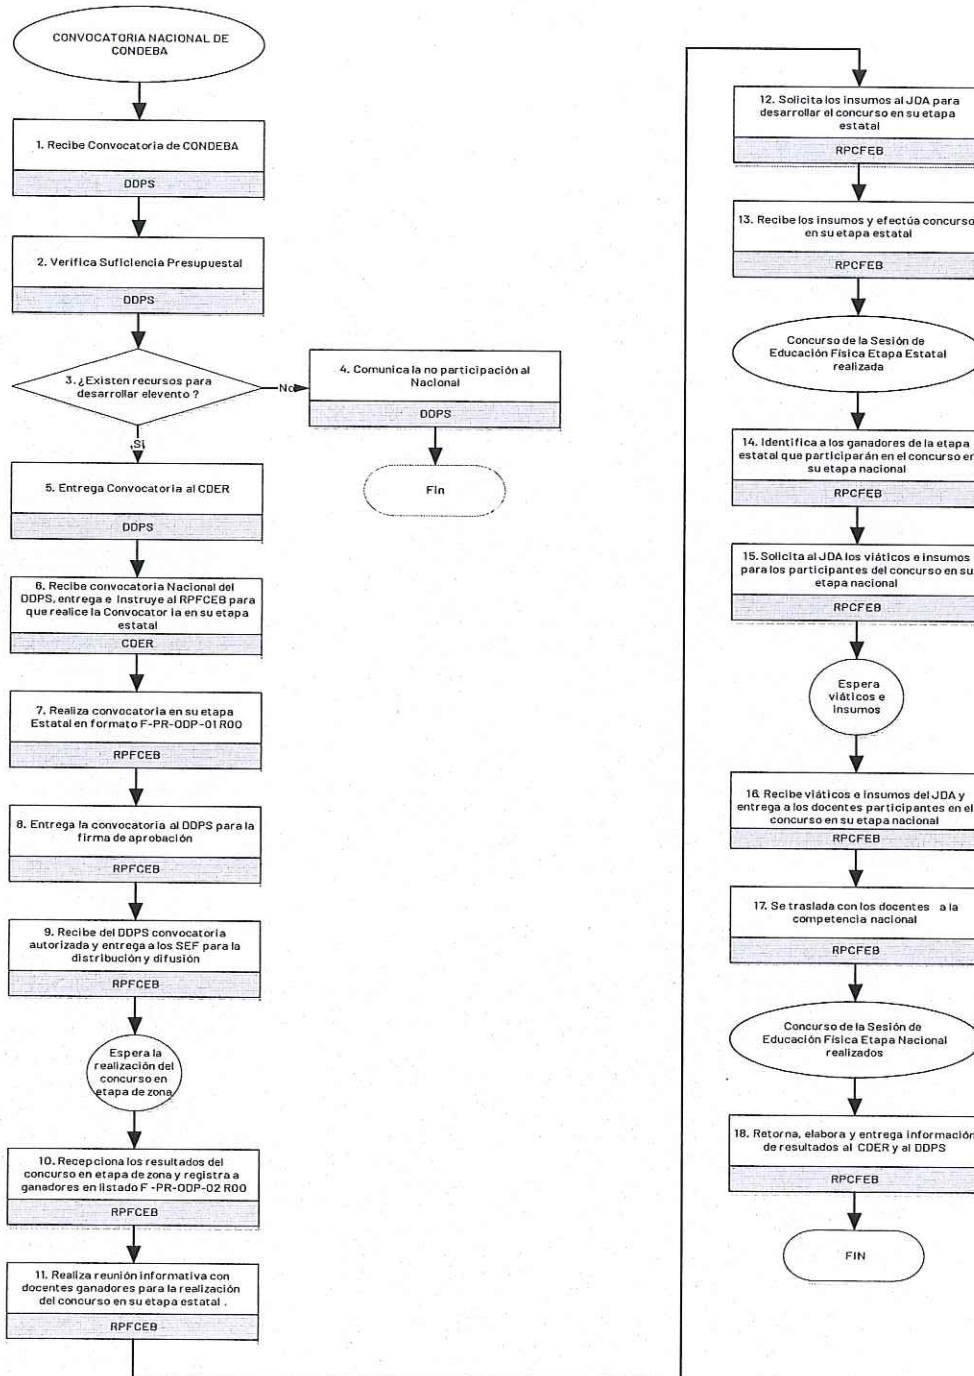 CONVOCATORIA NACIONAL DE
CONDEBA
1. Recibe Convocatoria de CONDEBA
DDPS
2. Verifica Suficiencia Presupuestal
DDPS
3. ¿Existen recursos para
desarrollar elevento ?
No
Si
4. Comunica la no participación al
Nacional
DDPS
Fin
5. Entrega Convocatoria al CDER
DDPS
6. Recibe convocatoria Nacional del
DDPS, entrega e Instruye al RPFCEB para
que realice la Convocator ia en su etapa
estatal
CDER
7. Realiza convocatoria en su etapa
Estatal en formato F-PR-ODP-01 R00
RPFCEB
8. Entrega la convocatoria al DDPS para la
firma de aprobación
RPFCEB
9. Recibe del DDPS convocatoria
autorizada y entrega a los SEF para la
distribución y difusión
RPFCEB
Espera la
realización del
concurso en
etapa de zona
10. Recepciona los resultados del
concurso en etapa de zona y registra a
ganadores en listado F -PR-ODP-02 R00
RPFCEB
11. Realiza reunión informativa con
docentes ganadores para la realización
del concurso en su etapa estatal .
RPFCEB
12. Solicita los insumos al JDA para
desarrollar el concurso en su etapa
estatal
RPCFEB
13. Recibe los insumos y efectúa concurso
en su etapa estatal
RPCFEB
Concurso de la Sesión de
Educación Física Etapa Estatal
realizada
14. Identifica a los ganadores de la etapa
estatal que participarán en el concurso en
su etapa nacional
RPCFEB
15. Solicita al JDA los viáticos e insumos
para los participantes del concurso en su
etapa nacional
RPCFEB
Espera
viáticos e
insumos
16. Recibe viáticos e insumos del JDA y
entrega a los docentes participantes en el
concurso en su etapa nacional
RPCFEB
17. Se traslada con los docentes a la
competencia nacional
RPCFEB
Concurso de la Sesión de
Educación Física Etapa Nacional
realizados
18. Retorna, elabora y entrega información
de resultados al CDER y al DDPS
RPCFEB
FIN